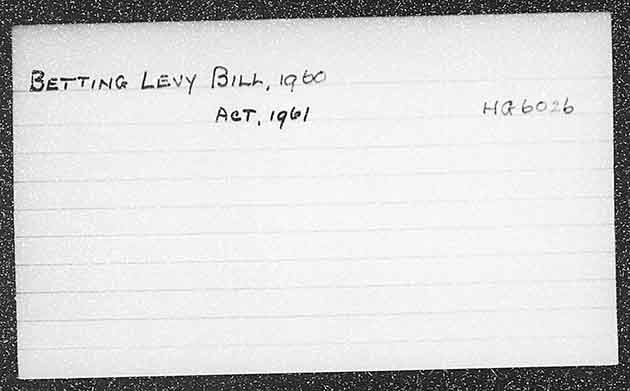 BETTING LEVY BILL, 1960
ACT, 1961 HG6026